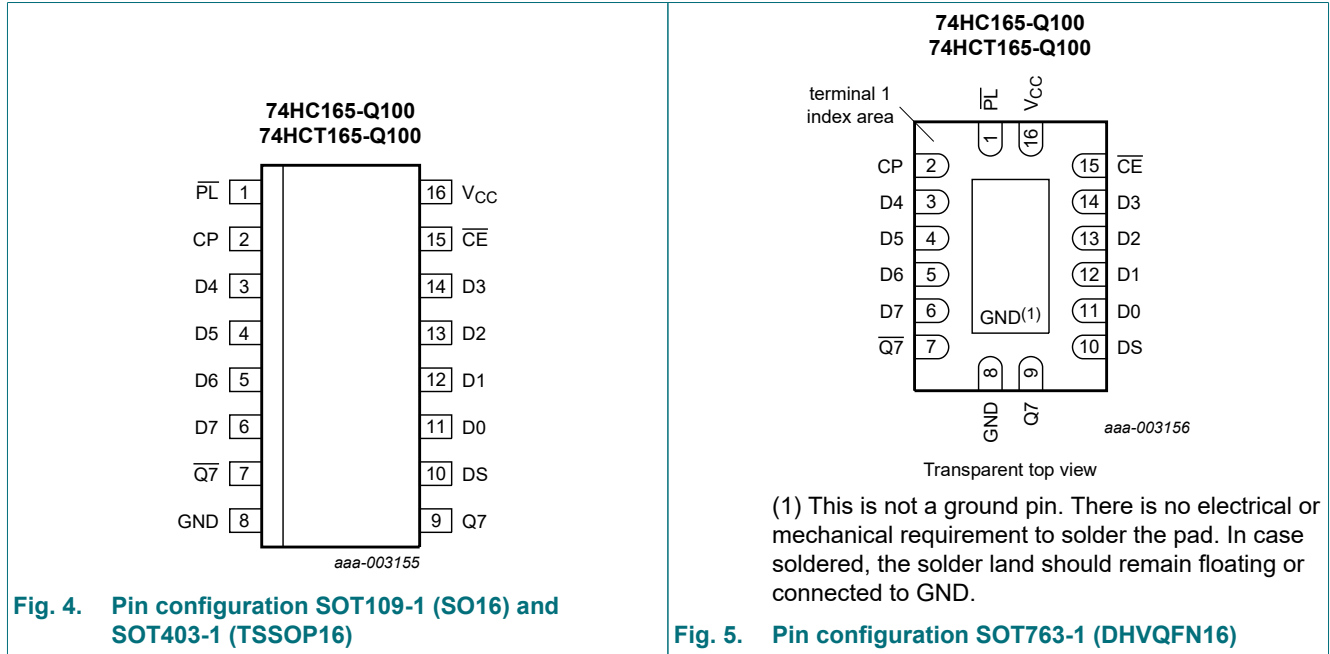 74HC165-Q100
74HCT165-Q100
P̅L̅ 1
16 VCC
CP 2
15 C̅E̅
D4 3
14 D3
D5 4
13 D2
D6 5
12 D1
D7 6
11 D0
Q̅7̅ 7
10 DS
GND 8
9 Q7
aaa-003155
Fig. 4. Pin configuration SOT109-1 (SO16) and
SOT403-1 (TSSOP16)
74HC165-Q100
74HCT165-Q100
terminal 1
index area
P̅L̅
VCC
1
16
CP 2
15 C̅E̅
D4 3
14 D3
D5 4
13 D2
D6 5
12 D1
D7 6
GND(1)
11 D0
Q̅7̅ 7
10 DS
8
9
GND
Q7
aaa-003156
Transparent top view
(1) This is not a ground pin. There is no electrical or
mechanical requirement to solder the pad. In case
soldered, the solder land should remain floating or
connected to GND.
Fig. 5. Pin configuration SOT763-1 (DHVQFN16)